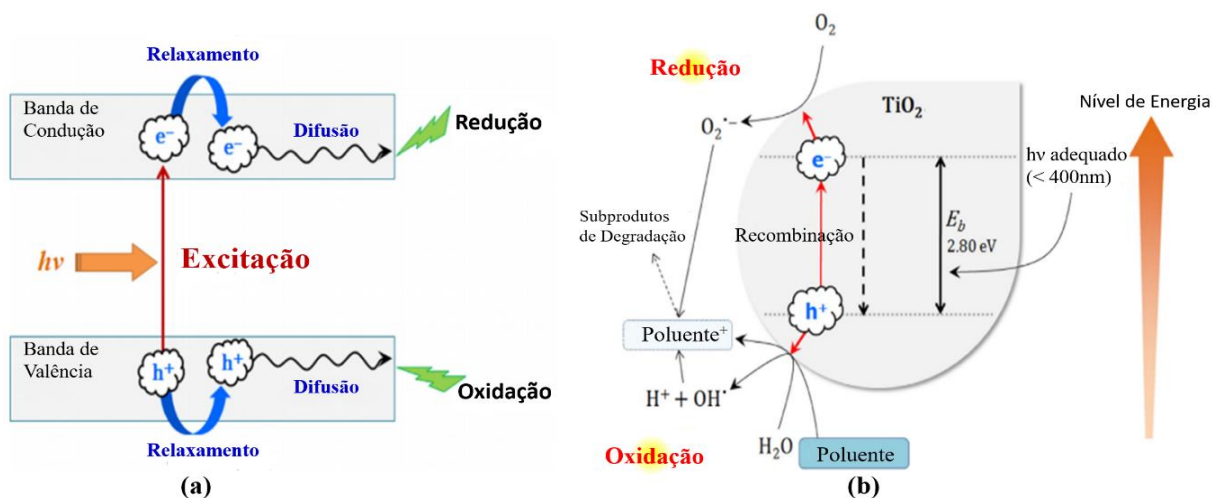 Relaxamento
Banda de
Condução
e⁻
e⁻
Difusão
Redução
hν
Excitação
Banda de
Valência
h⁺
h⁺
Difusão
Oxidação
Relaxamento
(a)
O₂
Redução
TiO₂
Nível de Energia
O₂•⁻
e⁻
hν adequado
(< 400nm)
Subprodutos
de Degradação
Recombinação
E_b
2.80 eV
h⁺
Poluente⁺
H⁺ + OH•
H₂O
Poluente
Oxidação
(b)